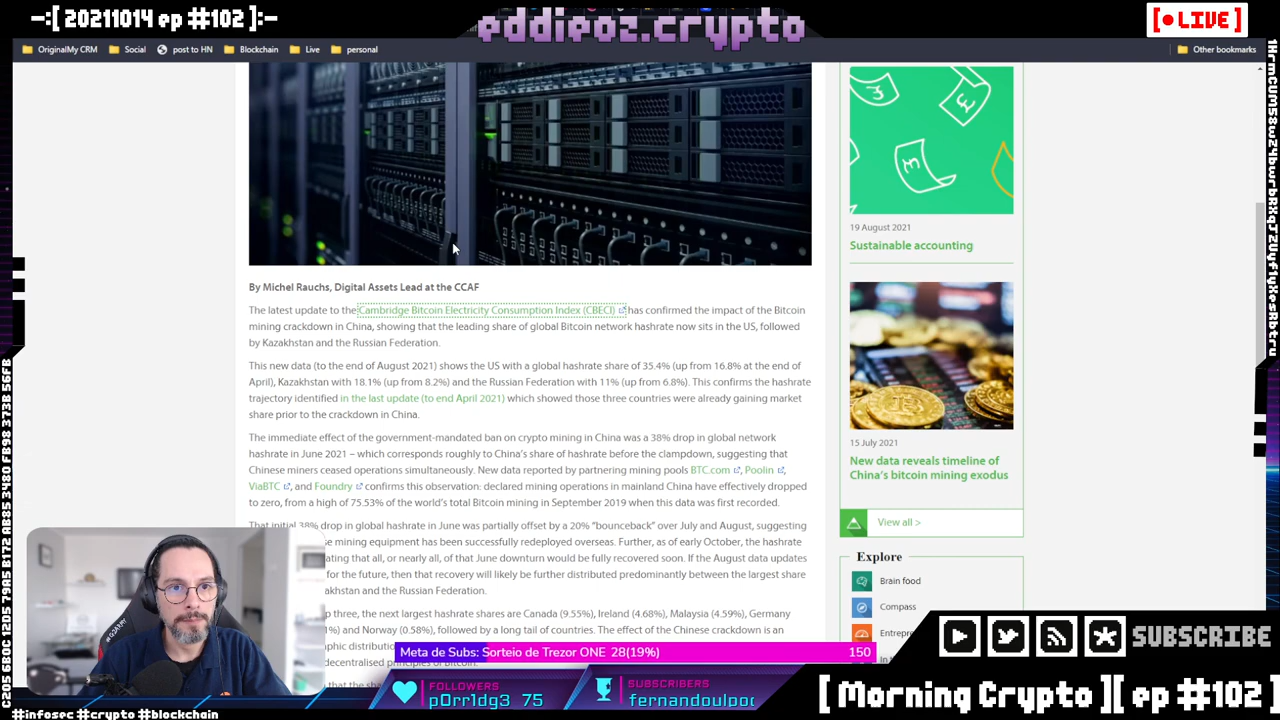 -:[ 20211014 ep #102 ]:-
eddieoz.crypto
[ LIVE ]
OriginalMy CRM
Social
post to HN
Blockchain
Live
personal
Other bookmarks
19 August 2021
Sustainable accounting
By Michel Rauchs, Digital Assets Lead at the CCAF
The latest update to the Cambridge Bitcoin Electricity Consumption Index (CBECI) has confirmed the impact of the Bitcoin
mining crackdown in China, showing that the leading share of global Bitcoin network hashrate now sits in the US, followed
by Kazakhstan and the Russian Federation.
This new data (to the end of August 2021) shows the US with a global hashrate share of 35.4% (up from 16.8% at the end of
April), Kazakhstan with 18.1% (up from 8.2%) and the Russian Federation with 11% (up from 6.8%). This confirms the hashrate
trajectory identified in the last update (to end April 2021) which showed those three countries were already gaining market
share prior to the crackdown in China.
The immediate effect of the government-mandated ban on crypto mining in China was a 38% drop in global network
hashrate in June 2021 – which corresponds roughly to China's share of hashrate before the clampdown, suggesting that
Chinese miners ceased operations simultaneously. New data reported by partnering mining pools BTC.com, Poolin,
ViaBTC, and Foundry confirms this observation: declared mining operations in mainland China have effectively dropped
to zero, from a high of 75.53% of the world's total Bitcoin mining in September 2019 when this data was first recorded.
That initial 38% drop in global hashrate in June was partially offset by a 20% "bounceback" over July and August, suggesting
se mining equipment has been successfully redeployed overseas. Further, as of early October, the hashrate
ating that all, or nearly all, of that June downturn would be fully recovered soon. If the August data updates
for the future, then that recovery will likely be further distributed predominantly between the largest share
akhstan and the Russian Federation.
p three, the next largest hashrate shares are Canada (9.55%), Ireland (4.68%), Malaysia (4.59%), Germany
1%) and Norway (0.58%), followed by a long tail of countries. The effect of the Chinese crackdown is an
phic distributio
decentralised principles of Bitcoin.
that the sha
15 July 2021
New data reveals timeline of
China's bitcoin mining exodus
View all >
Explore
Brain food
Compass
Entrepre
Meta de Subs: Sorteio de Trezor ONE 28(19%)
150
FOLLOWERS
p0rr1dg3 75
SUBSCRIBERS
fernandoulpoc
SUBSCRIBE
[ Morning Crypto ][ ep #102 ]
#infosec #crypto #blockchain